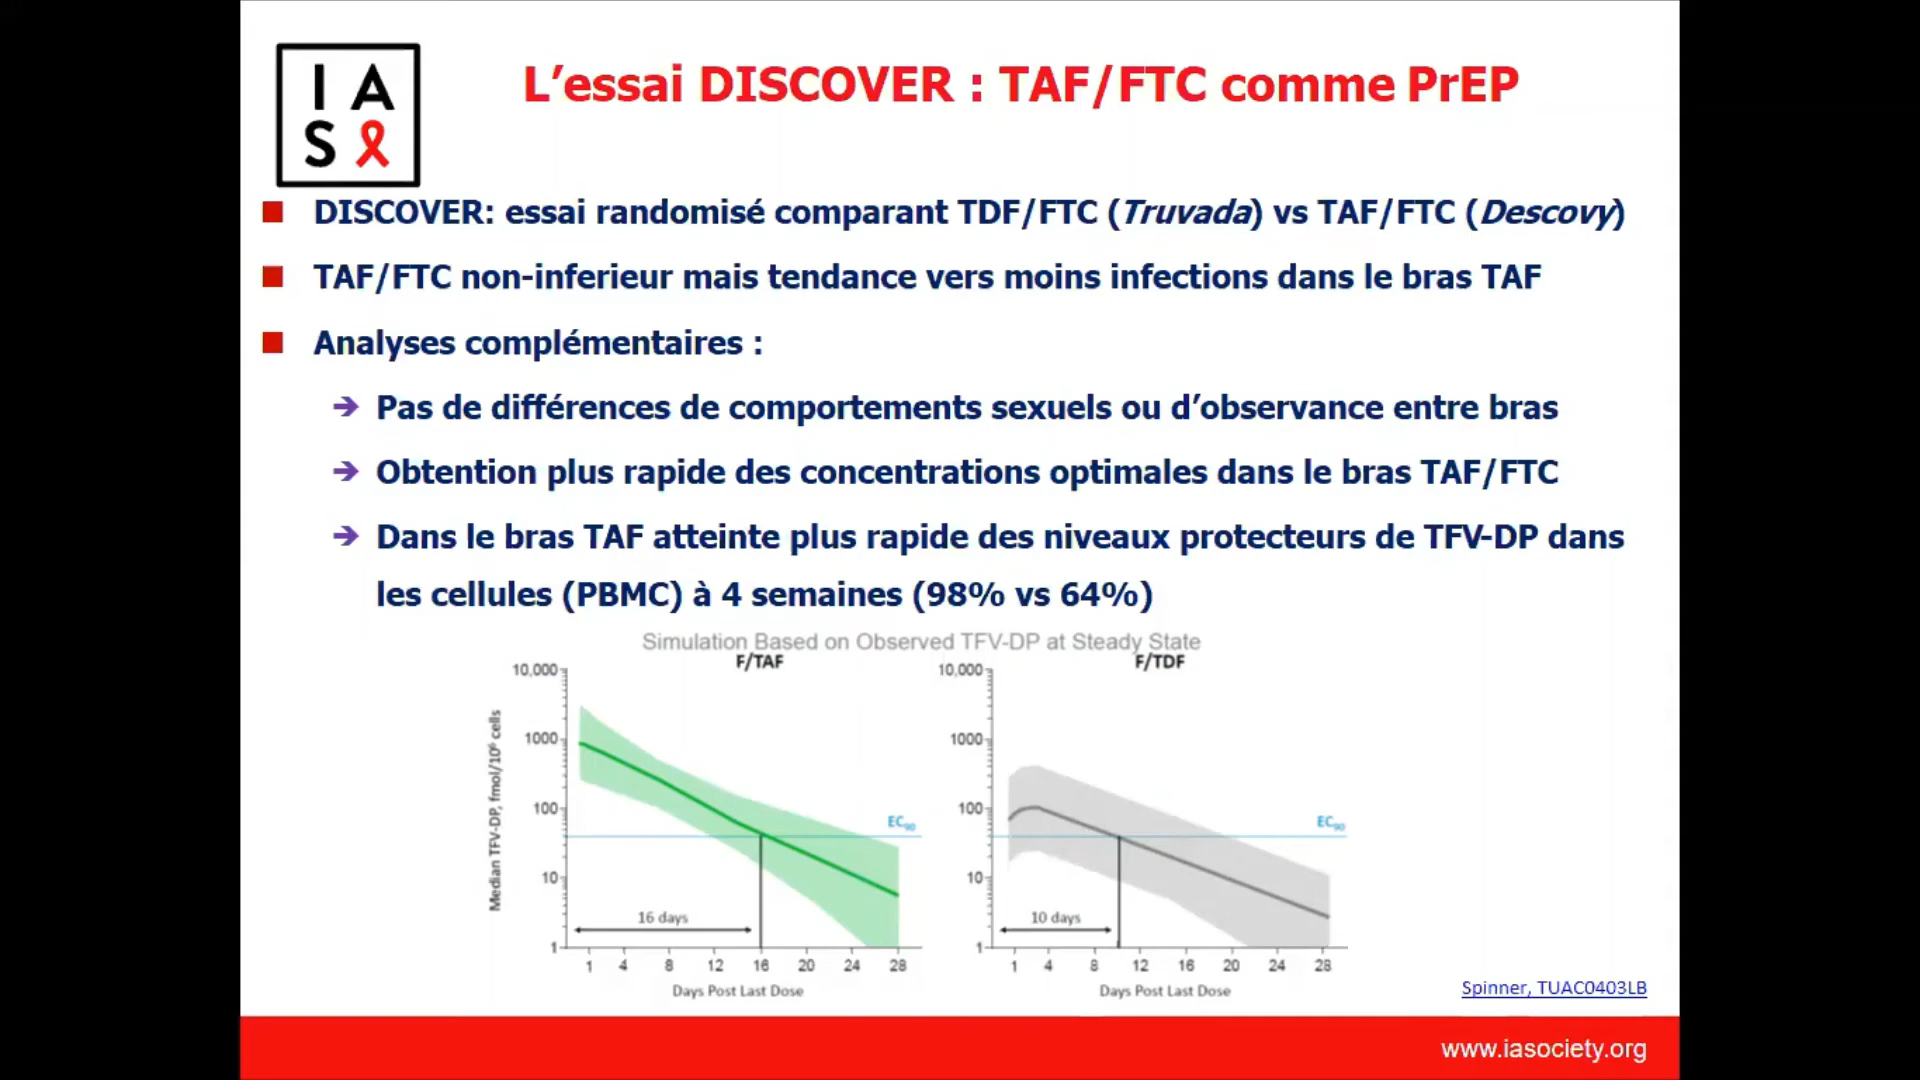 I A
S
L’essai DISCOVER : TAF/FTC comme PrEP
DISCOVER: essai randomisé comparant TDF/FTC (Truvada) vs TAF/FTC (Descovy)
TAF/FTC non-inferieur mais tendance vers moins infections dans le bras TAF
Analyses complémentaires :
Pas de différences de comportements sexuels ou d’observance entre bras
Obtention plus rapide des concentrations optimales dans le bras TAF/FTC
Dans le bras TAF atteinte plus rapide des niveaux protecteurs de TFV-DP dans
les cellules (PBMC) à 4 semaines (98% vs 64%)
Simulation Based on Observed TFV-DP at Steady State
F/TAF
Median TFV-DP, fmol/10⁶ cells
10,000
1000
100
10
1
EC₉₀
16 days
1 4 8 12 16 20 24 28
Days Post Last Dose
F/TDF
10,000
1000
100
10
1
EC₉₀
10 days
1 4 8 12 16 20 24 28
Days Post Last Dose
Spinner, TUAC0403LB
www.iasociety.org